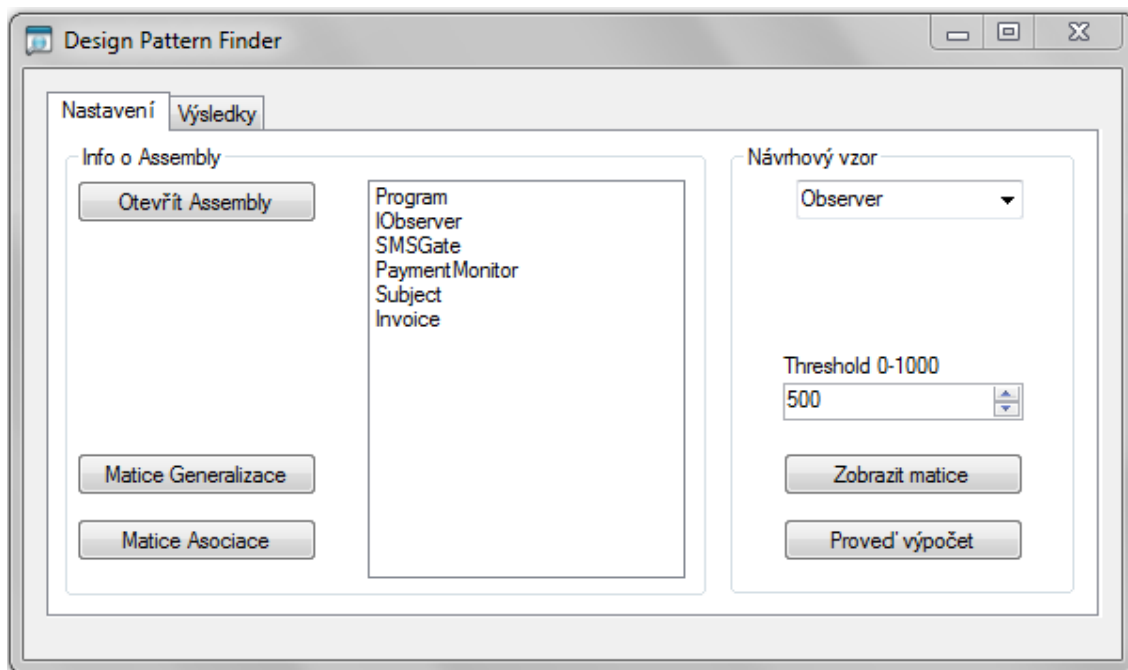 Design Pattern Finder
Nastavení
Výsledky
Info o Assembly
Otevřít Assembly
Program
IObserver
SMSGate
PaymentMonitor
Subject
Invoice
Matice Generalizace
Matice Asociace
Návrhový vzor
Observer
Threshold 0-1000
500
Zobrazit matice
Proveď výpočet